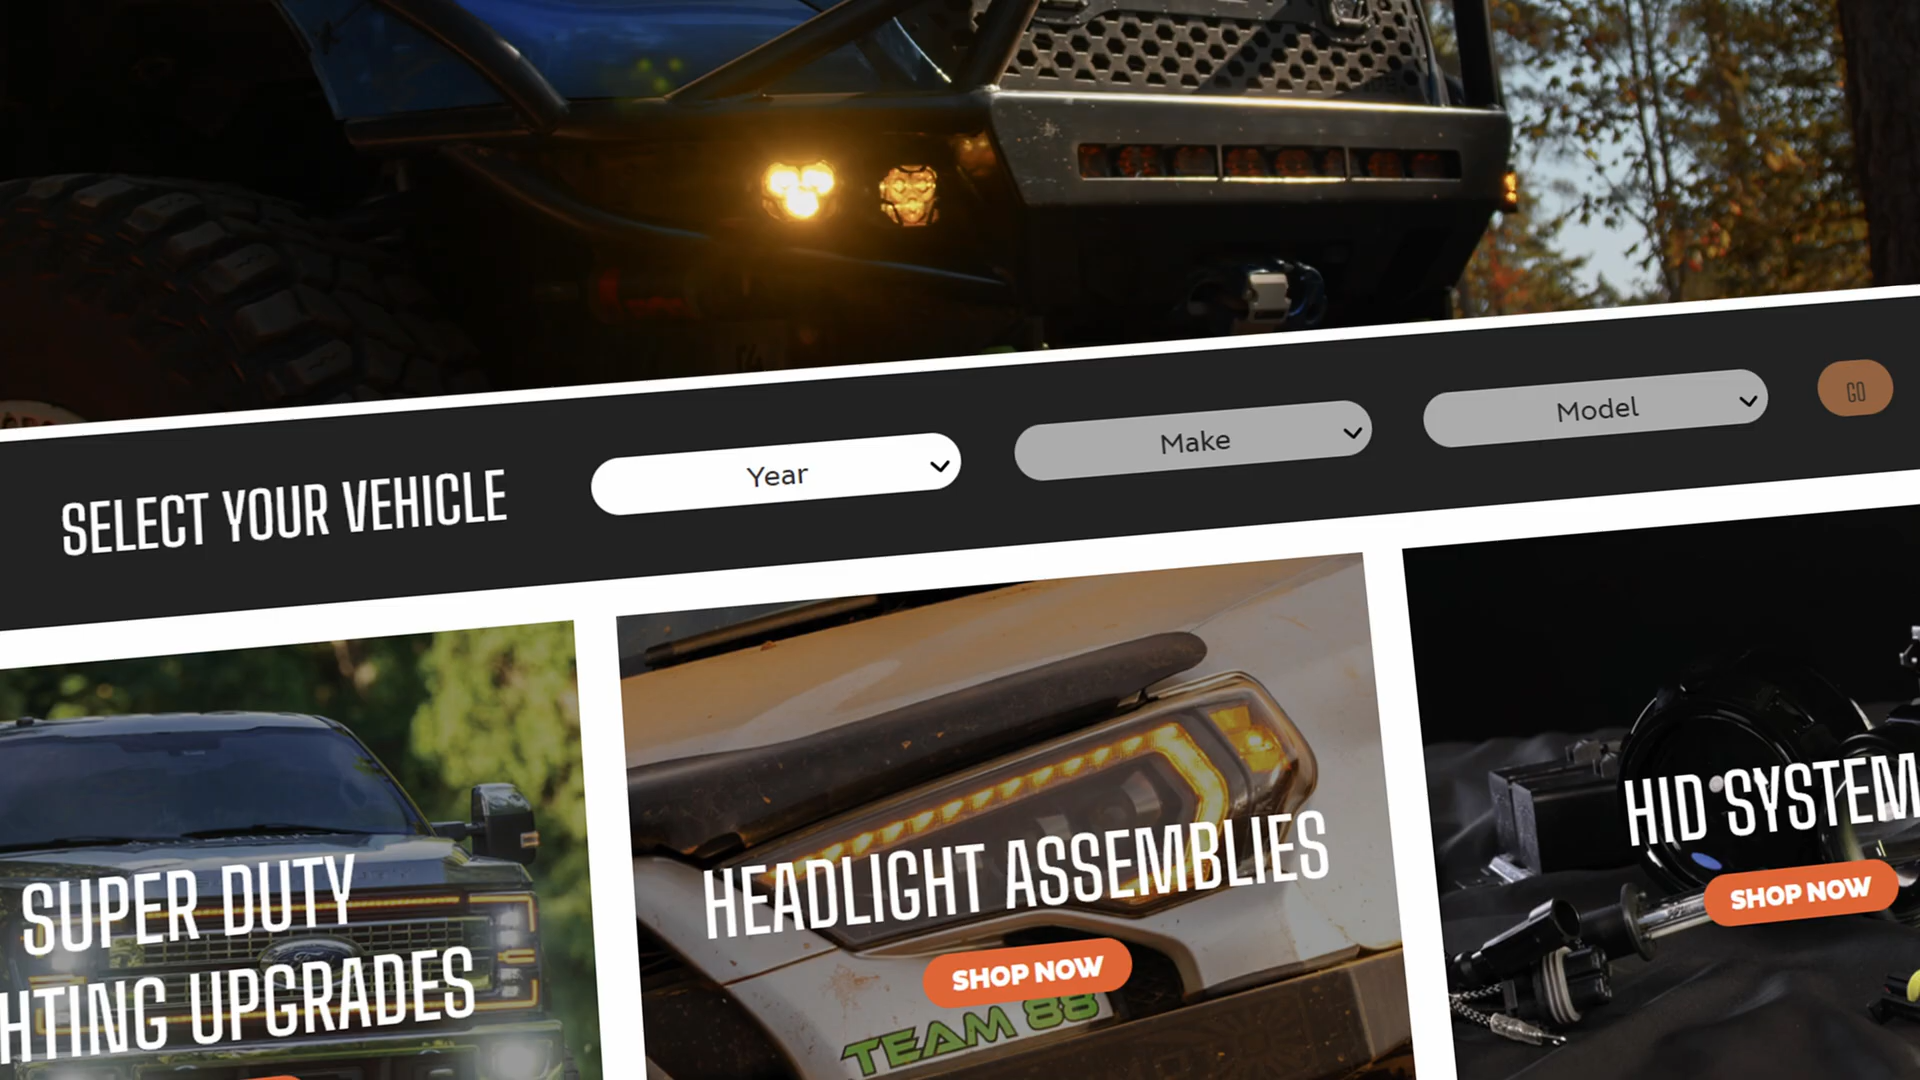 SELECT YOUR VEHICLE
Year
Make
Model
GO
SUPER DUTY
HTING UPGRADES
HEADLIGHT ASSEMBLIES
SHOP NOW
TEAM 88
HID SYSTEM
SHOP NOW